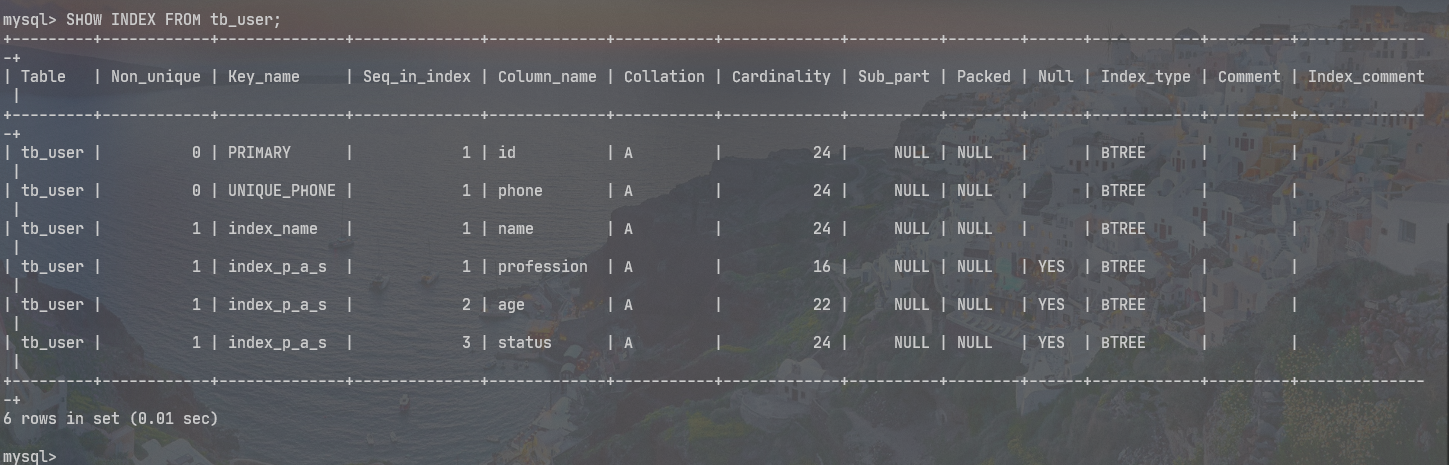 mysql> SHOW INDEX FROM tb_user;
+---------+------------+--------------+--------------+-------------+-----------+-------------+----------+--------+------+------------+---------+--------------
-+
| Table   | Non_unique | Key_name     | Seq_in_index | Column_name | Collation | Cardinality | Sub_part | Packed | Null | Index_type | Comment | Index_comment
 |
+---------+------------+--------------+--------------+-------------+-----------+-------------+----------+--------+------+------------+---------+--------------
-+
| tb_user |          0 | PRIMARY      |            1 | id          | A         |          24 |     NULL | NULL   |      | BTREE      |         |
 |
| tb_user |          0 | UNIQUE_PHONE |            1 | phone       | A         |          24 |     NULL | NULL   |      | BTREE      |         |
 |
| tb_user |          1 | index_name   |            1 | name        | A         |          24 |     NULL | NULL   |      | BTREE      |         |
 |
| tb_user |          1 | index_p_a_s  |            1 | profession  | A         |          16 |     NULL | NULL   | YES  | BTREE      |         |
 |
| tb_user |          1 | index_p_a_s  |            2 | age         | A         |          22 |     NULL | NULL   | YES  | BTREE      |         |
 |
| tb_user |          1 | index_p_a_s  |            3 | status      | A         |          24 |     NULL | NULL   | YES  | BTREE      |         |
 |
+---------+------------+--------------+--------------+-------------+-----------+-------------+----------+--------+------+------------+---------+--------------
-+
6 rows in set (0.01 sec)
mysql>